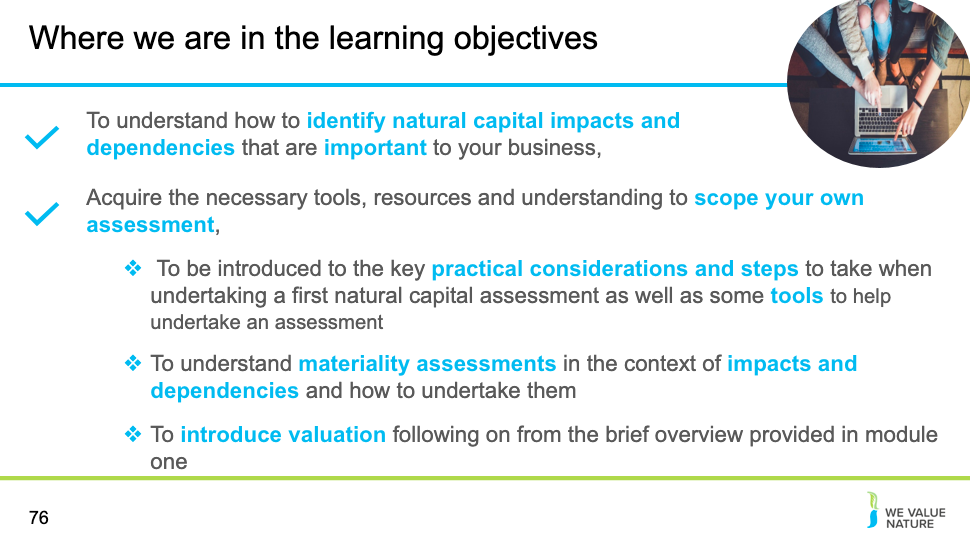 Where we are in the learning objectives
To understand how to identify natural capital impacts and
dependencies that are important to your business,
Acquire the necessary tools, resources and understanding to scope your own
assessment,
To be introduced to the key practical considerations and steps to take when
undertaking a first natural capital assessment as well as some tools to help
undertake an assessment
To understand materiality assessments in the context of impacts and
dependencies and how to undertake them
To introduce valuation following on from the brief overview provided in module
one
76
WE VALUE
NATURE